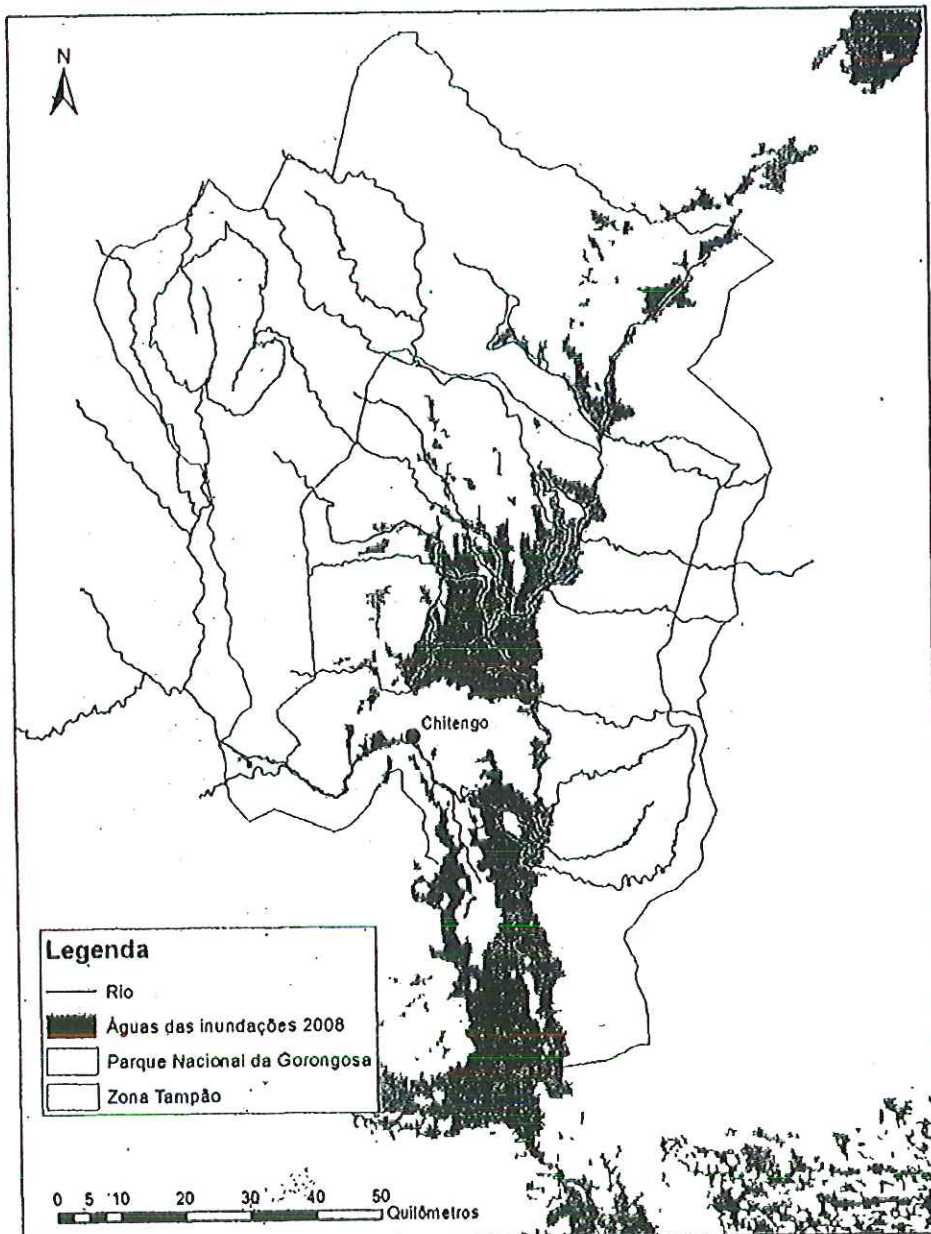 N
Chitengo
Legenda
Rio
Águas das inundações 2008
Parque Nacional da Gorongosa
Zona Tampão
0 5 10 20 30 40 50
Quilômetros